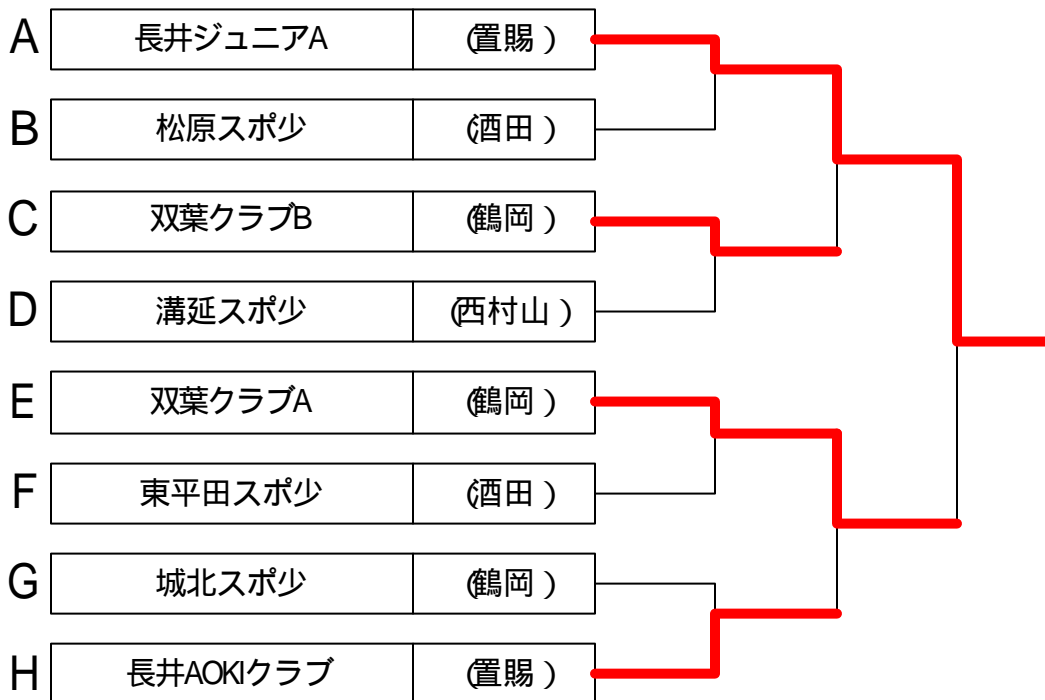 A 長井ジュニアA (置賜 )
B 松原スポ少 (酒田 )
C 双葉クラブB (鶴岡 )
D 溝延スポ少 (西村山 )
E 双葉クラブA (鶴岡 )
F 東平田スポ少 (酒田 )
G 城北スポ少 (鶴岡 )
H 長井AOKIクラブ (置賜 )